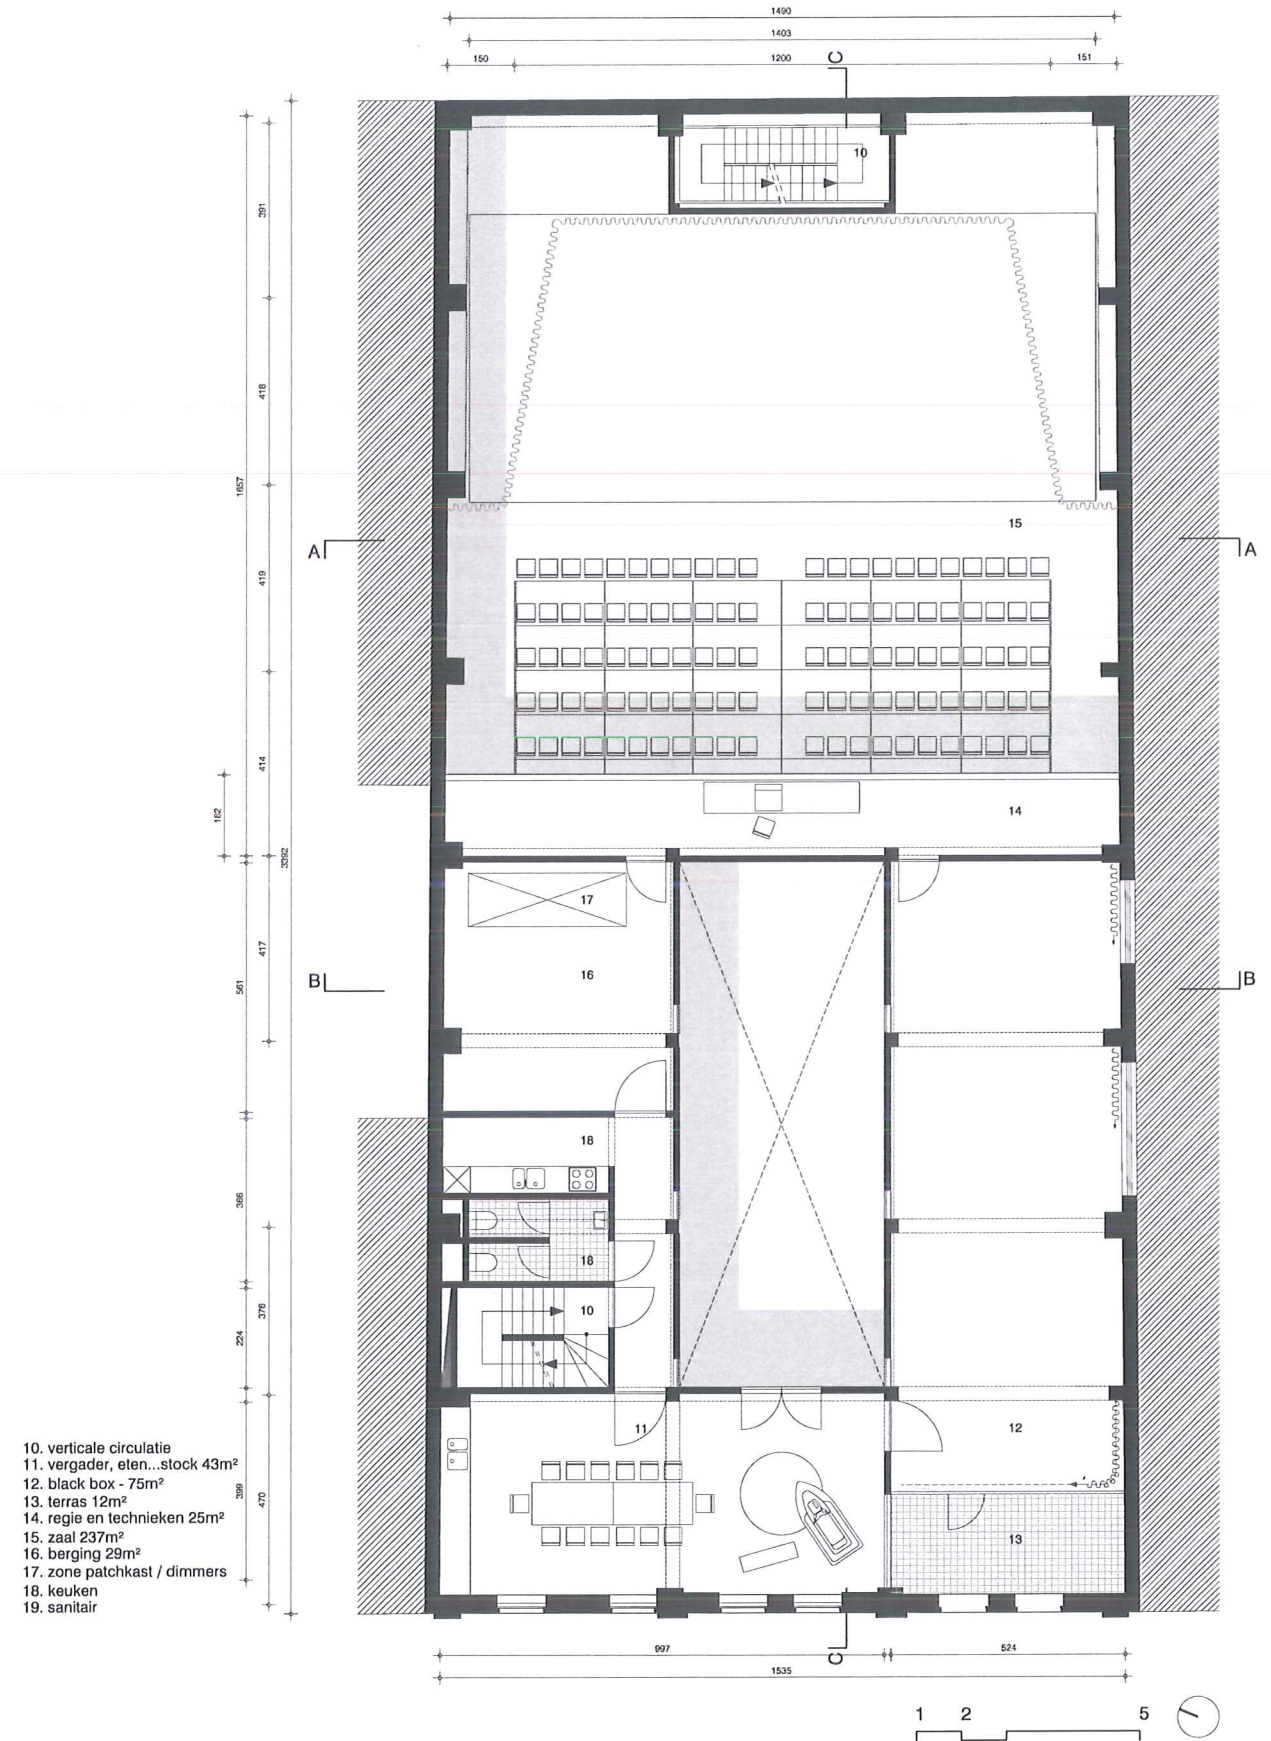 1490
1403
150
1200
151
C
10
391
418
1657
15
A
A
419
414
182
14
3392
17
417
16
561
B
B
18
366
18
10
376
224
11
12
10. verticale circulatie
11. vergader, eten...stock 43m²
12. black box - 75m²
13. terras 12m²
14. regie en technieken 25m²
15. zaal 237m²
16. berging 29m²
17. zone patchkast / dimmers
18. keuken
19. sanitair
399
470
13
997
C
524
1535
1 2 5